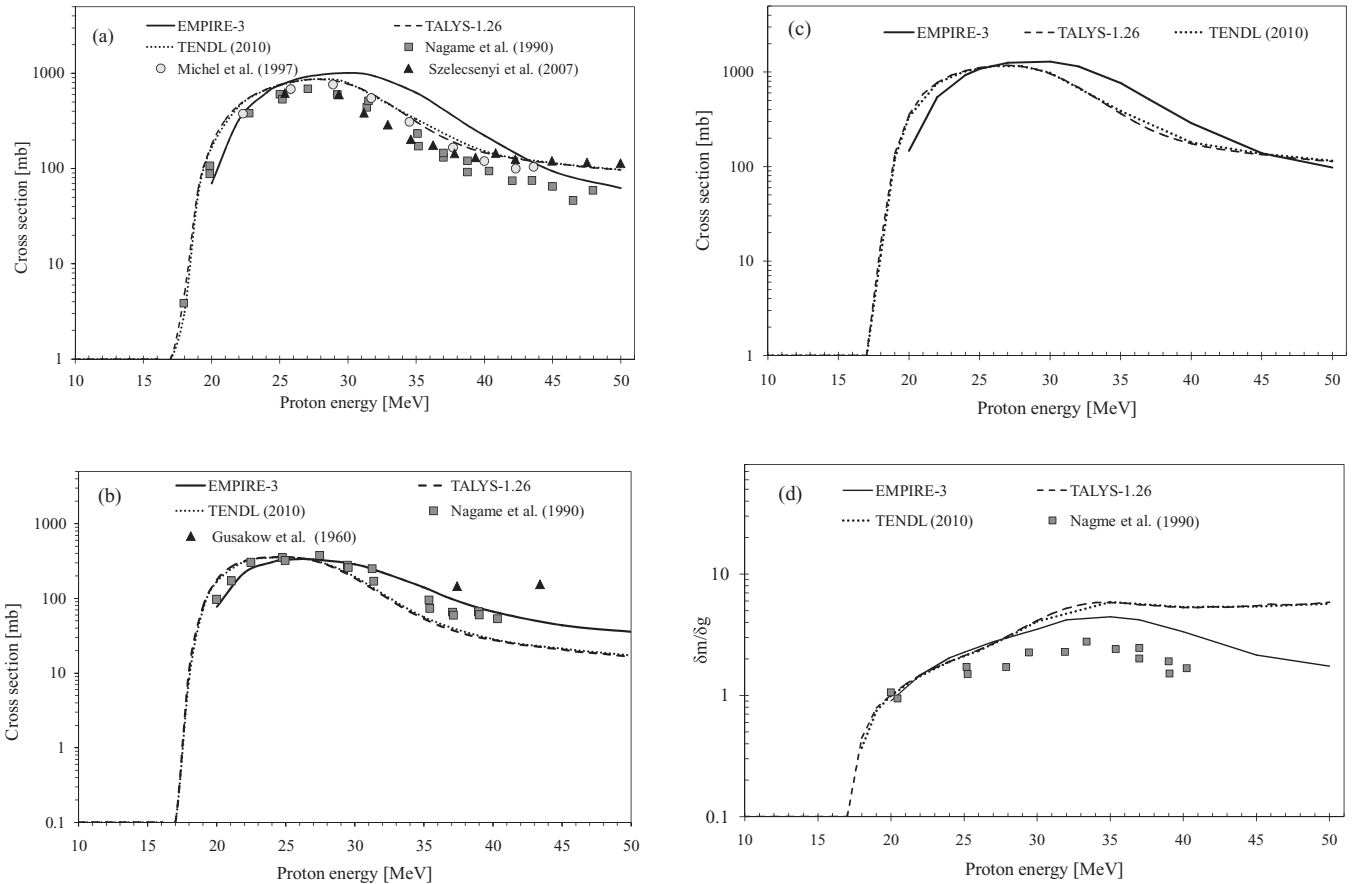 (a)
EMPIRE-3
TALYS-1.26
TENDL (2010)
Nagame et al. (1990)
Michel et al. (1997)
Szelecsenyi et al. (2007)
Cross section [mb]
1000
100
10
1
10 15 20 25 30 35 40 45 50
Proton energy [MeV]
(c)
EMPIRE-3
TALYS-1.26
TENDL (2010)
Cross section [mb]
1000
100
10
1
10 15 20 25 30 35 40 45 50
Proton energy [MeV]
(b)
EMPIRE-3
TALYS-1.26
TENDL (2010)
Nagame et al. (1990)
Gusakow et al. (1960)
Cross section [mb]
1000
100
10
1
0.1
10 15 20 25 30 35 40 45 50
Proton energy [MeV]
(d)
EMPIRE-3
TALYS-1.26
TENDL (2010)
Nagme et al. (1990)
δm/δg
10
1
0.1
10 15 20 25 30 35 40 45 50
Proton energy [MeV]